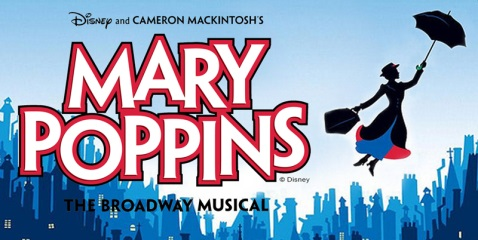 Disney and CAMERON MACKINTOSH'S
MARY
POPPINS
© Disney
THE BROADWAY MUSICAL